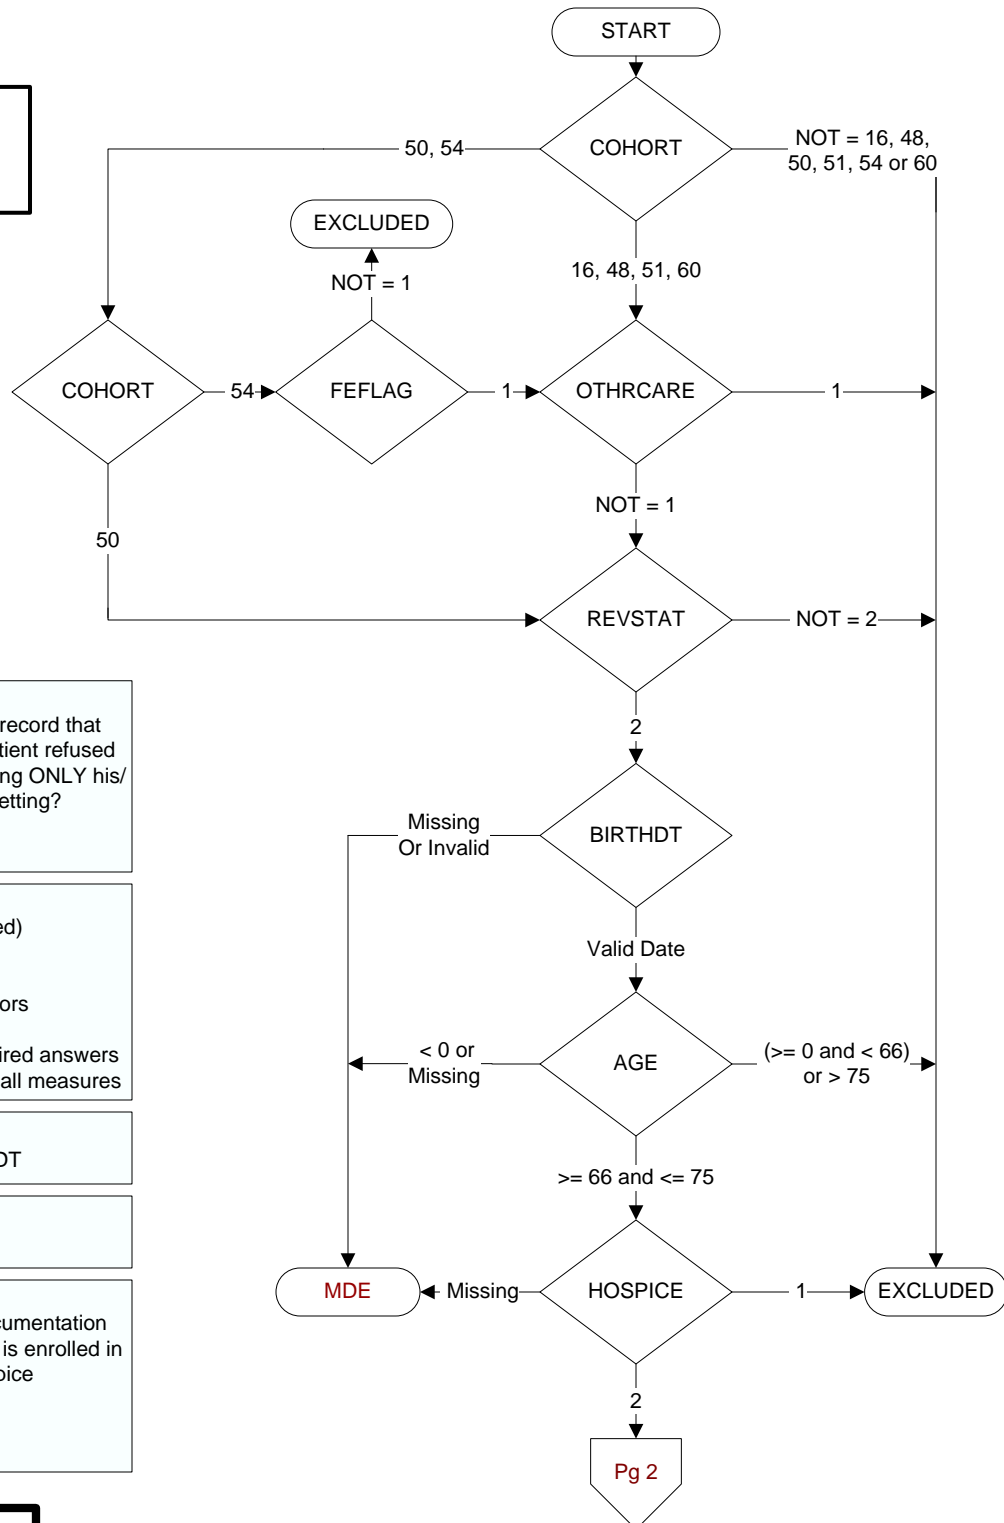 START
COHORT
50, 54
NOT = 16, 48,
50, 51, 54 or 60
EXCLUDED
NOT = 1
16, 48, 51, 60
COHORT
54
FEFLAG
1
OTHRCARE
1
NOT = 1
50
REVSTAT
NOT = 2
2
record that
tient refused
ng ONLY his/
etting?
Missing
Or Invalid
BIRTHDT
ed)
ors
ired answers
all measures
Valid Date
< 0 or
Missing
AGE
(>= 0 and < 66)
or > 75
DT
>= 66 and <= 75
MDE
Missing
HOSPICE
1
EXCLUDED
cumentation
is enrolled in
oice
2
Pg 2